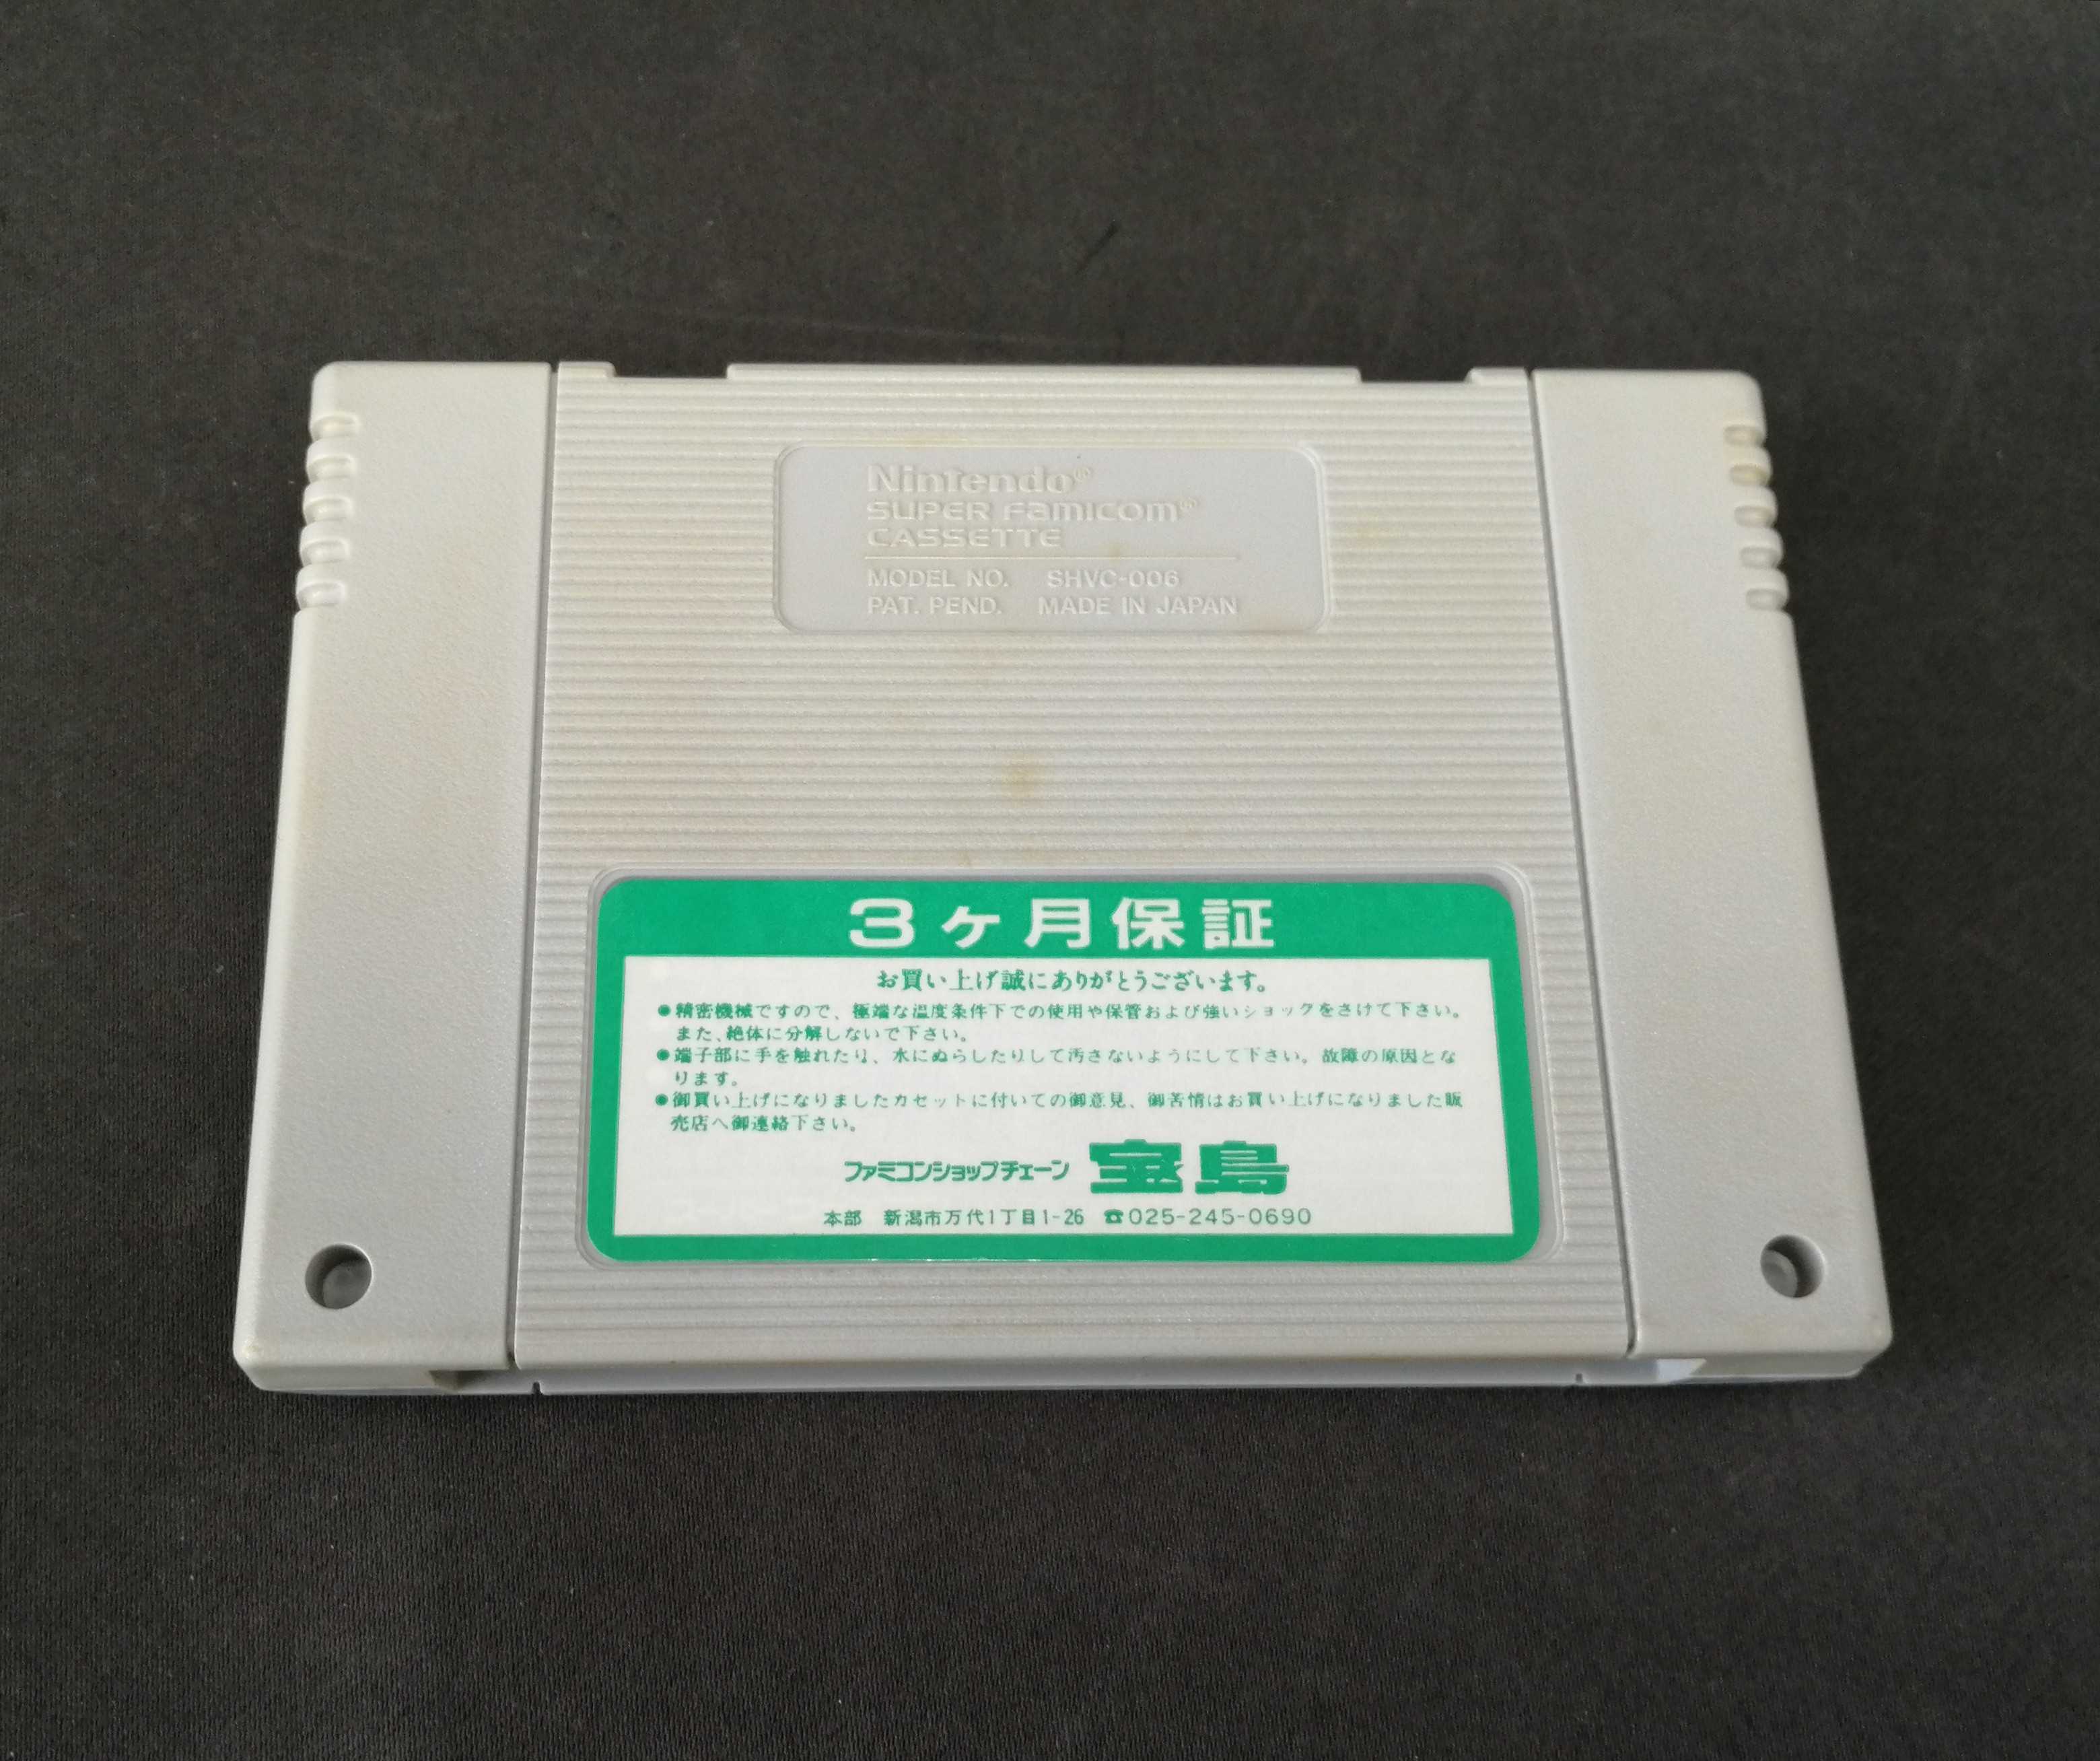 Nintendo®
SUPER FAMICOM®
CASSETTE
MODEL NO. SHVC-006
PAT. PEND. MADE IN JAPAN
3ヶ月保証
お買い上げ誠にありがとうございます。
●精密機械ですので、極端な温度条件下での使用や保管および強いショックをさけて下さい。
また、絶体に分解しないで下さい。
●端子部に手を触れたり、水にぬらしたりして汚さないようにして下さい。故障の原因とな
ります。
●御買い上げになりましたカセットに付いての御意見、御苦情はお買い上げになりました販
売店へ御連絡下さい。
ファミコンショップチェーン 宝島
本部 新潟市万代1丁目1-26 ☎025-245-0690